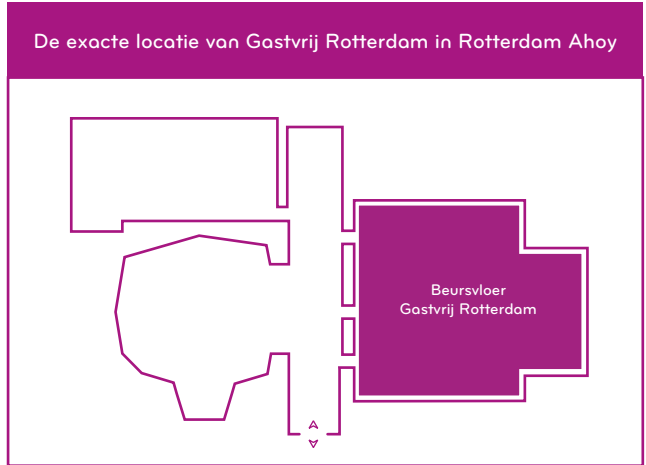 De exacte locatie van Gastvrij Rotterdam in Rotterdam Ahoy
Beursvloer
Gastvrij Rotterdam